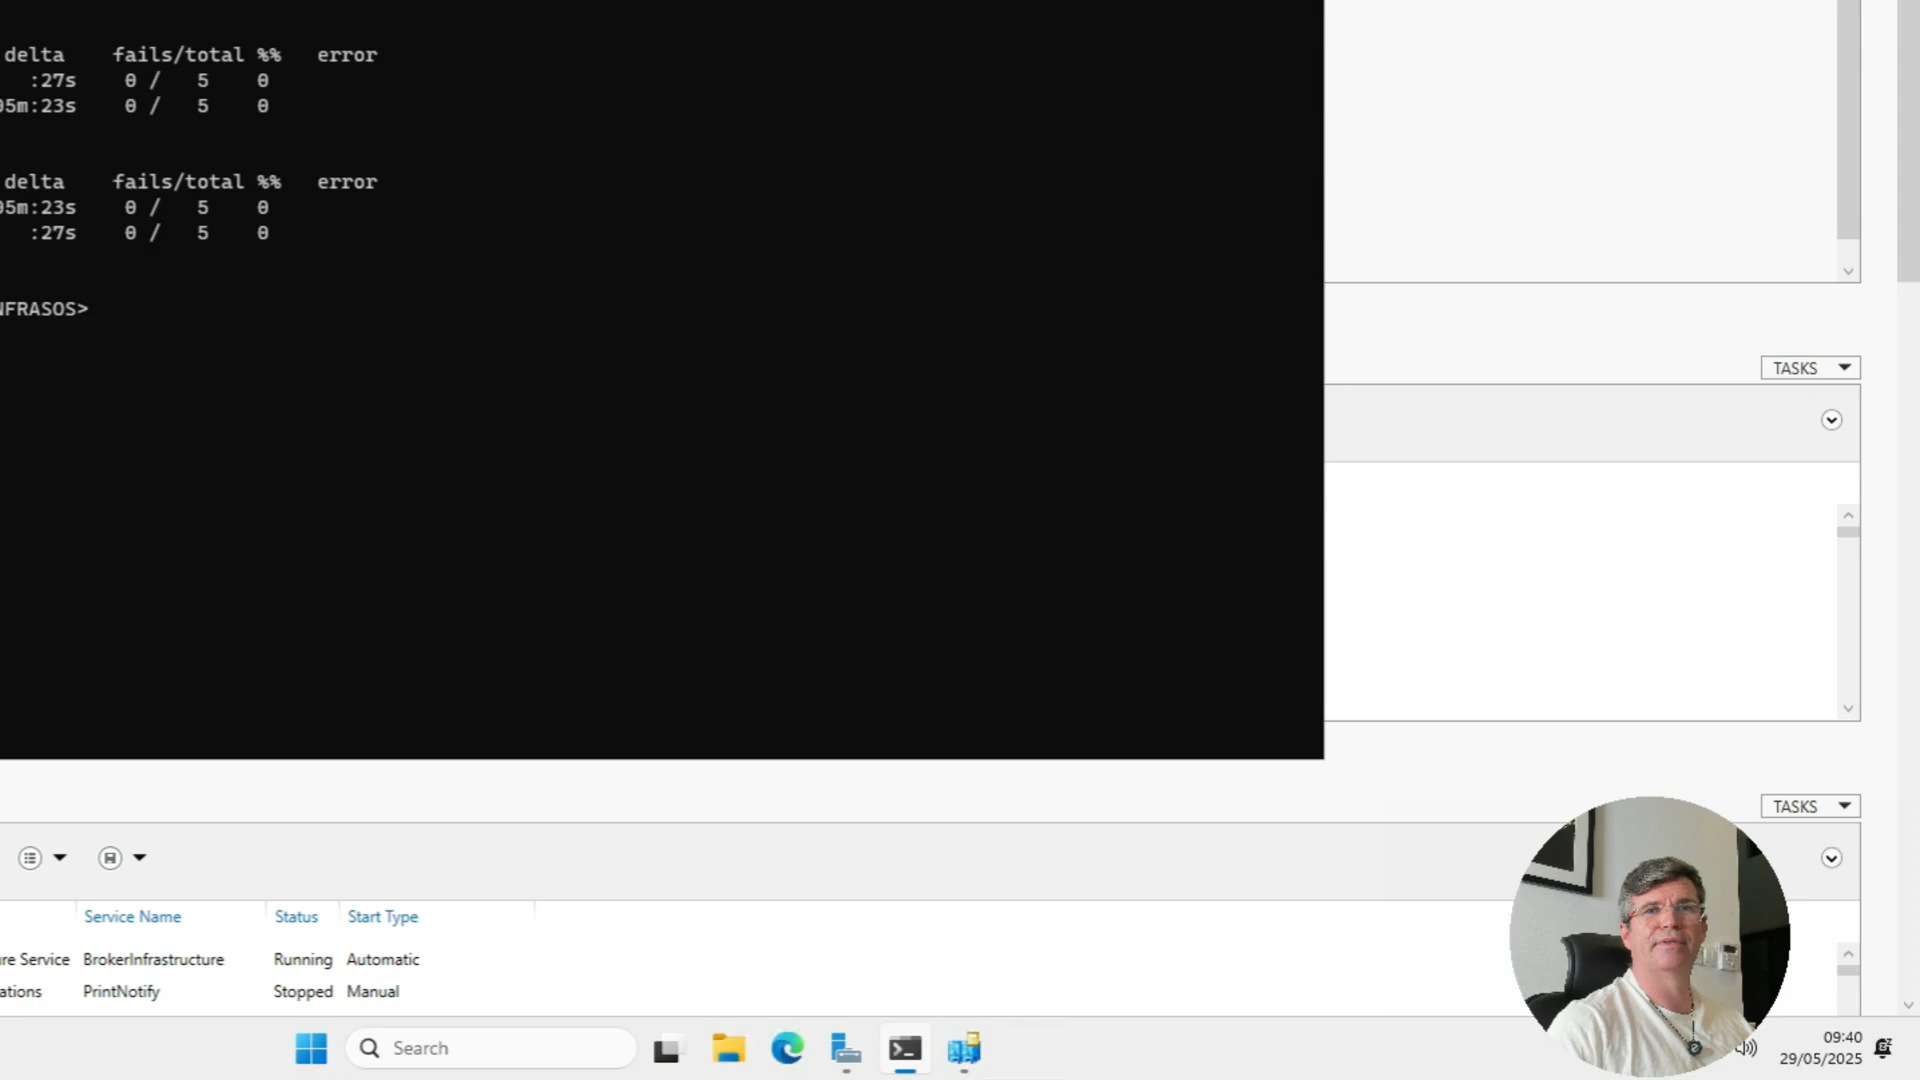 delta fails/total %% error
:27s 0 / 5 0
05m:23s 0 / 5 0
delta fails/total %% error
05m:23s 0 / 5 0
:27s 0 / 5 0
NFRASOS>
TASKS
TASKS
Service Name Status Start Type
re Service BrokerInfrastructure Running Automatic
ations PrintNotify Stopped Manual
Search
09:40
29/05/2025